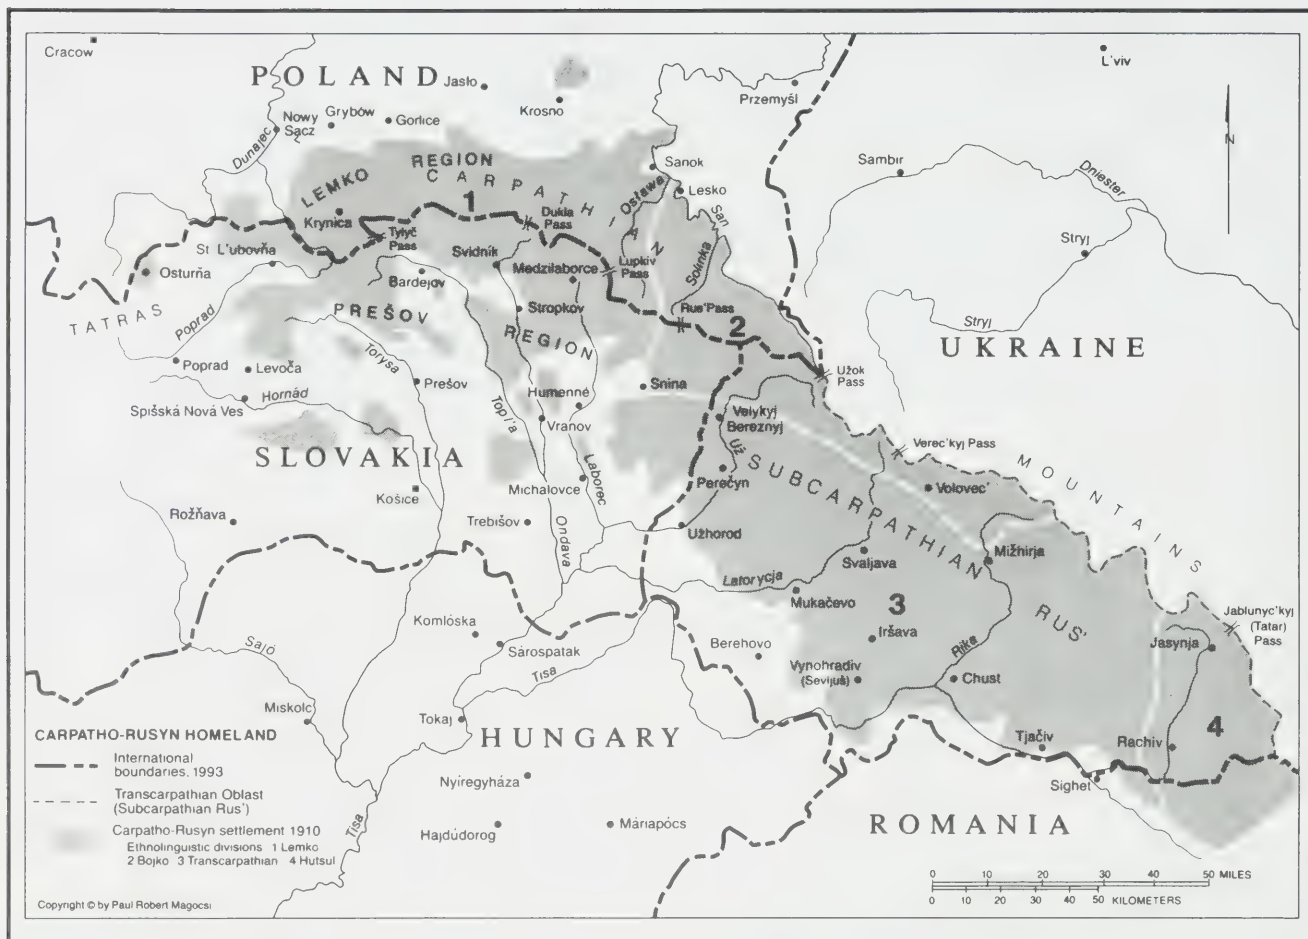 Cracow
POLAND
Jasło
Krosno
Przemyśl
L'viv
N
Nowy
Sącz
Grybów
Gorlice
Dunajec
LEMKO
REGION
CARPATHIAN
1
Krynica
Tylyč
Pass
Dukla
Pass
Sanok
Lesko
Osława
San
Solinka
Lupkiv
Pass
Rus' Pass
2
Sambir
Dniester
Stryj
Stryj
UKRAINE
Užok
Pass
St L'ubovňa
Osturňa
TATRAS
Poprad
Poprad
Levoča
Spišská Nová Ves
Hornád
Bardejov
Svidník
Medzilaborce
Stropkov
PREŠOV
REGION
Torysa
Prešov
Topl'a
Humenné
Vranov
Snina
Laborec
Velykyj
Bereznyj
Už
Perečyn
Verec'kyj Pass
MOUNTAINS
Volovec'
SUBCARPATHIAN
RUS'
SLOVAKIA
Košice
Michalovce
Trebišov
Ondava
Rožňava
Užhorod
Latorycja
Svaljava
Mižhirja
Mukačevo
3
Iršava
Rika
Jablunyc'kyj
(Tatar)
Pass
Jasynja
Komlóska
Sárospatak
Tisa
Berehovo
Vynohradiv
(Sevljuš)
Chust
Sajó
Miskolc
Tokaj
HUNGARY
Tjačiv
Rachiv
4
Sighet
Nyíregyháza
Hajdúdorog
Máriapócs
Tisa
ROMANIA
CARPATHO-RUSYN HOMELAND
International
boundaries, 1993
Transcarpathian Oblast
(Subcarpathian Rus')
Carpatho-Rusyn settlement 1910
Ethnolinguistic divisions 1 Lemko
2 Bojko 3 Transcarpathian 4 Hutsul
Copyright © by Paul Robert Magocsi
0 10 20 30 40 50 MILES
0 10 20 30 40 50 KILOMETERS